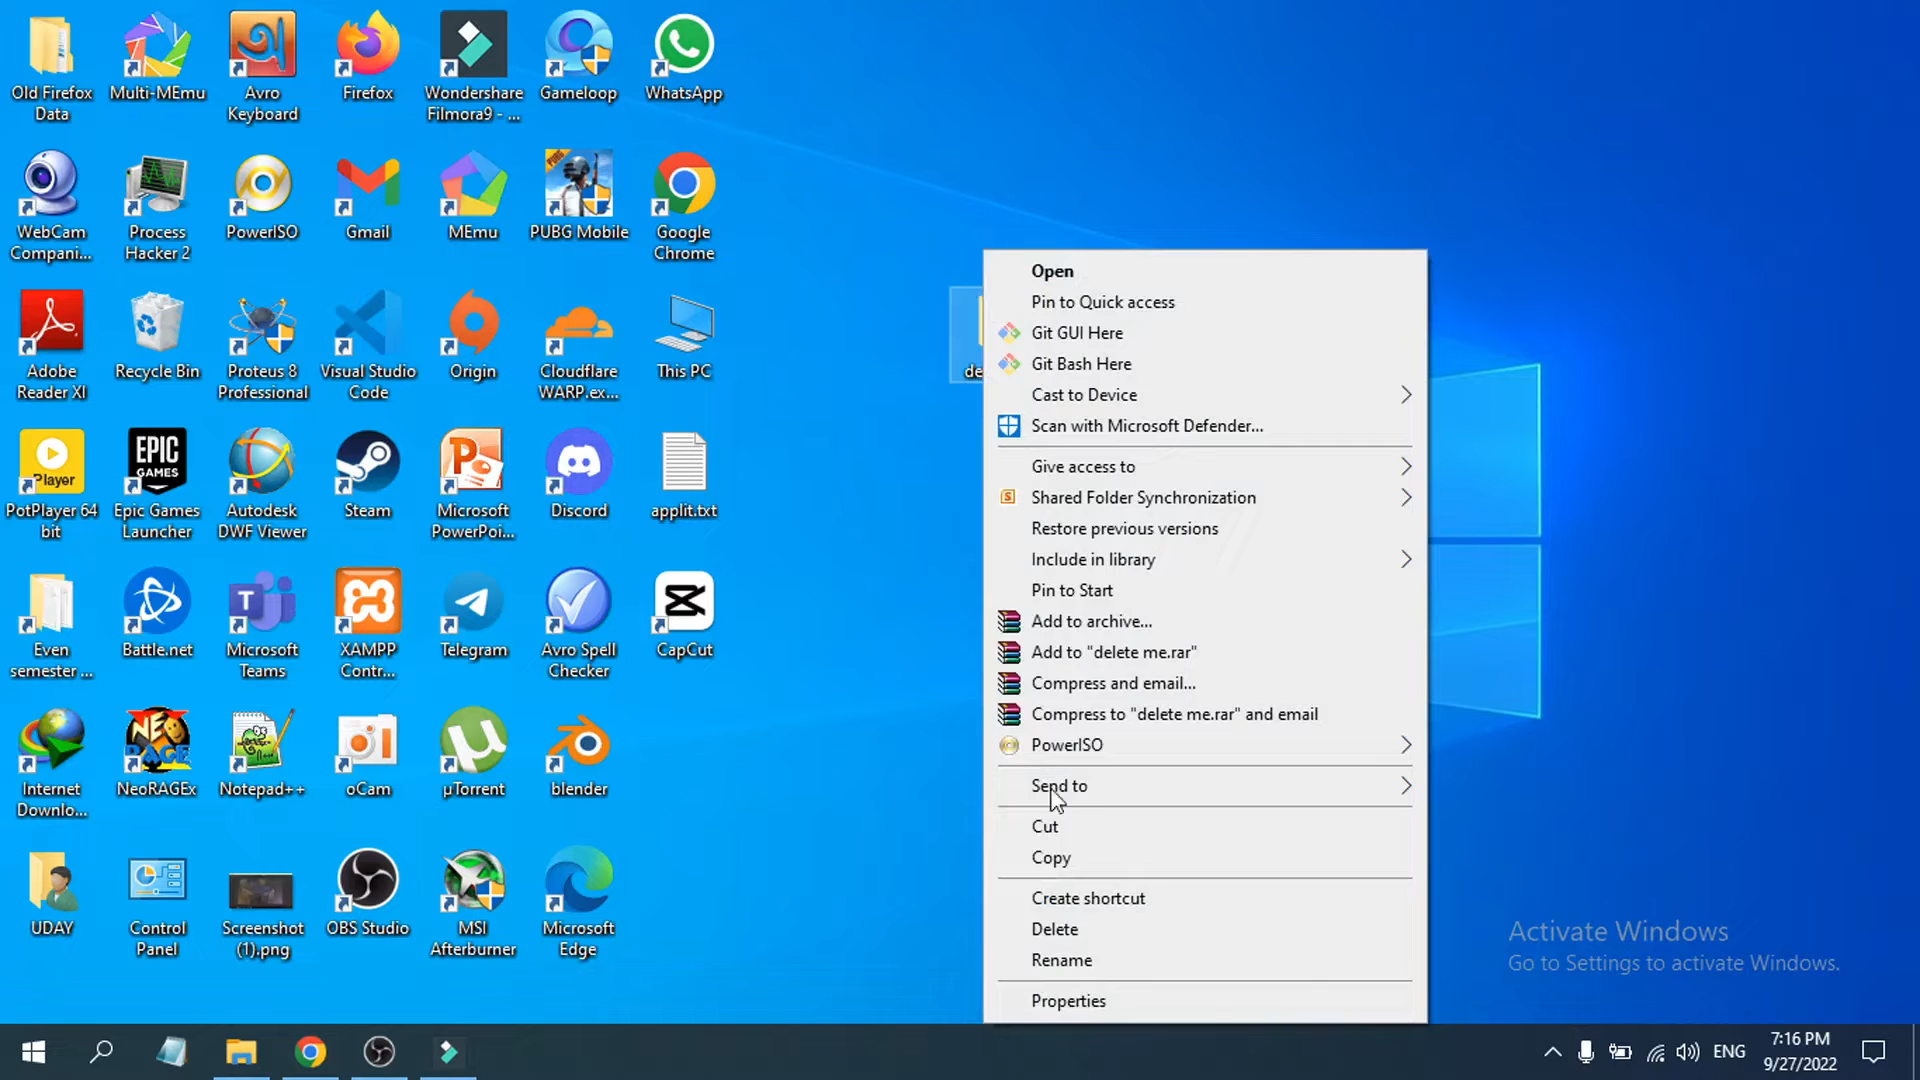 Old Firefox
Data
Multi-MEmu
Avro
Keyboard
Firefox
Wondershare
Filmora9 - ...
Gameloop
WhatsApp
WebCam
Compani...
Process
Hacker 2
PowerISO
Gmail
MEmu
PUBG
PUBG Mobile
Google
Chrome
Adobe
Reader XI
Recycle Bin
Proteus 8
Professional
Visual Studio
Code
Origin
Cloudflare
WARP.ex...
This PC
Player
PotPlayer 64
bit
EPIC
GAMES
Epic Games
Launcher
Autodesk
DWF Viewer
Steam
Microsoft
PowerPoi...
Discord
applit.txt
Even
semester ...
Battle.net
Microsoft
Teams
XAMPP
Contr...
Telegram
Avro Spell
Checker
CapCut
Internet
Downlo...
NEO
RAGE
NeoRAGEx
Notepad++
oCam
µTorrent
blender
UDAY
Control
Panel
Screenshot
(1).png
OBS Studio
MSI
Afterburner
Microsoft
Edge
de
Open
Pin to Quick access
Git GUI Here
Git Bash Here
Cast to Device
Scan with Microsoft Defender...
Give access to
Shared Folder Synchronization
Restore previous versions
Include in library
Pin to Start
Add to archive...
Add to "delete me.rar"
Compress and email...
Compress to "delete me.rar" and email
PowerISO
Send to
Cut
Copy
Create shortcut
Delete
Rename
Properties
Activate Windows
Go to Settings to activate Windows.
ENG
7:16 PM
9/27/2022